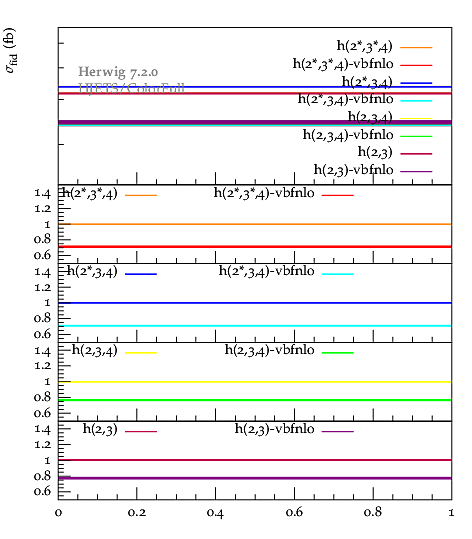 σfid (fb)
h(2*,3*,4)
h(2*,3*,4)-vbfnlo
Herwig 7.2.0
HJETS/ColorFull
h(2*,3,4)
h(2*,3,4)-vbfnlo
h(2,3,4)
h(2,3,4)-vbfnlo
h(2,3)
h(2,3)-vbfnlo
1.4 h(2*,3*,4) h(2*,3*,4)-vbfnlo
1.2
1
0.8
0.6
1.4 h(2*,3,4) h(2*,3,4)-vbfnlo
1.2
1
0.8
0.6
1.4 h(2,3,4) h(2,3,4)-vbfnlo
1.2
1
0.8
0.6
1.4 h(2,3) h(2,3)-vbfnlo
1.2
1
0.8
0.6
0 0.2 0.4 0.6 0.8 1